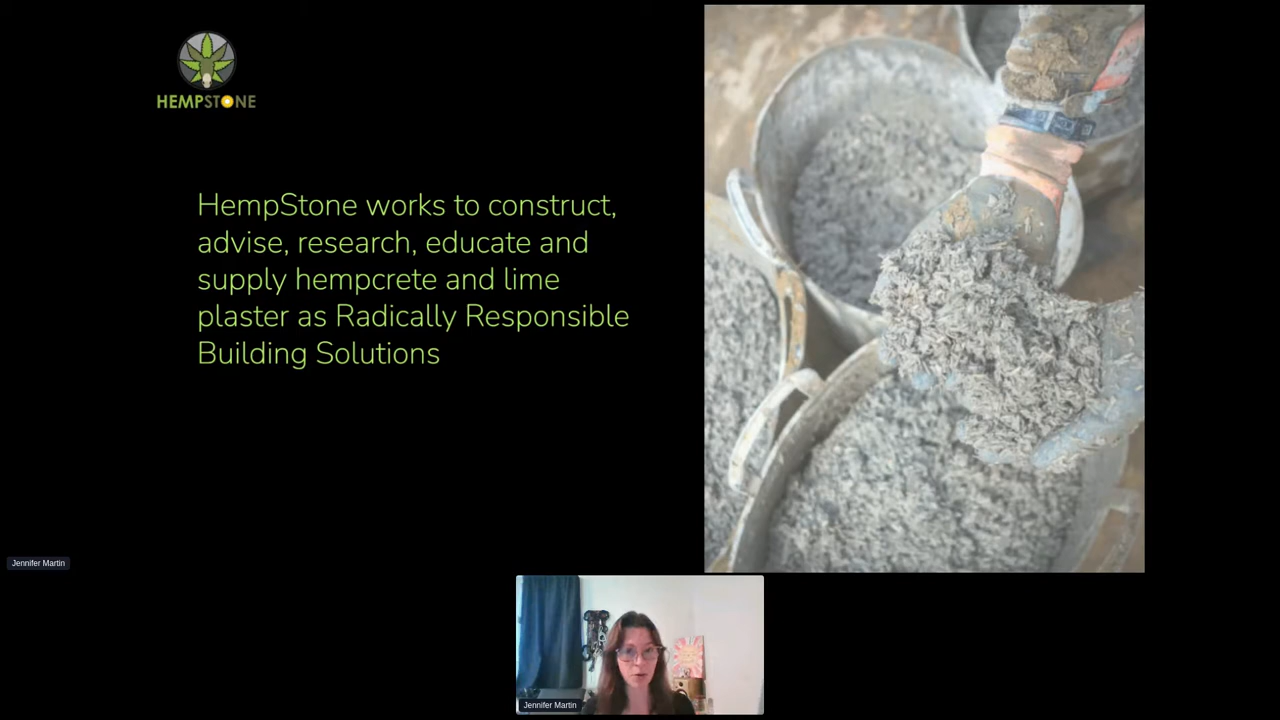 HEMPSTONE
HempStone works to construct,
advise, research, educate and
supply hempcrete and lime
plaster as Radically Responsible
Building Solutions
Jennifer Martin
Jennifer Martin